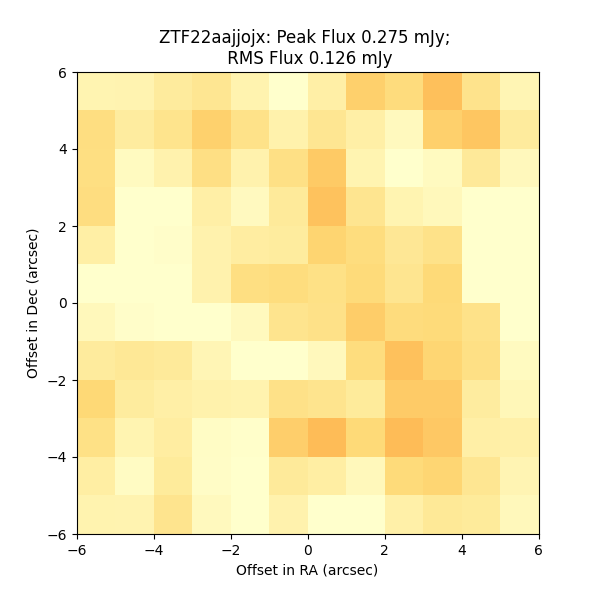 ZTF22aajjojx: Peak Flux 0.275 mJy;
RMS Flux 0.126 mJy
6
4
2
0
−2
−4
−6
Offset in Dec (arcsec)
−6 −4 −2 0 2 4 6
Offset in RA (arcsec)